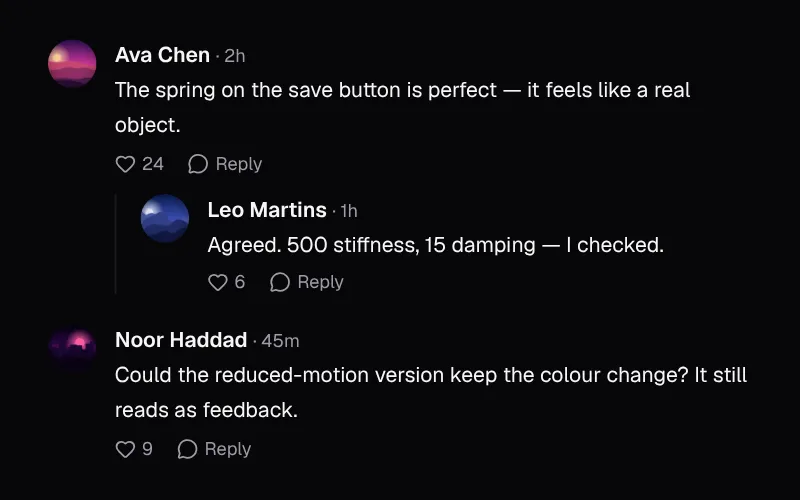 Ava Chen · 2h
The spring on the save button is perfect — it feels like a real
object.
24 Reply
Leo Martins · 1h
Agreed. 500 stiffness, 15 damping — I checked.
6 Reply
Noor Haddad · 45m
Could the reduced-motion version keep the colour change? It still
reads as feedback.
9 Reply